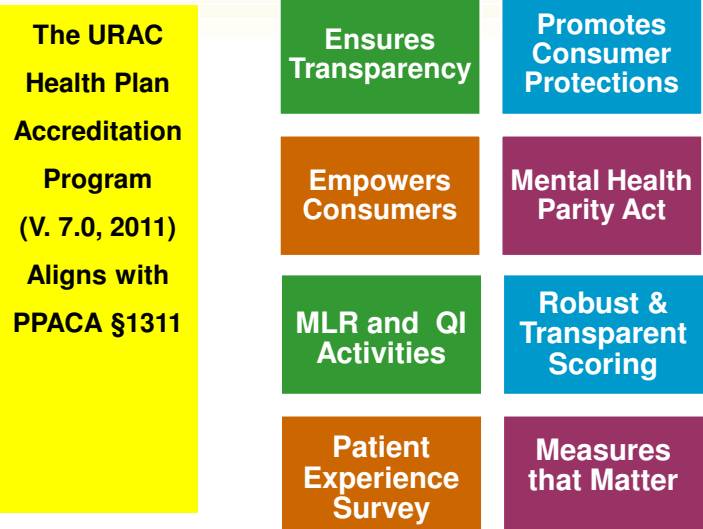 The URAC
Health Plan
Accreditation
Program
(V. 7.0, 2011)
Aligns with
PPACA §1311
Ensures
Transparency
Promotes
Consumer
Protections
Empowers
Consumers
Mental Health
Parity Act
MLR and QI
Activities
Robust &
Transparent
Scoring
Patient
Experience
Survey
Measures
that Matter